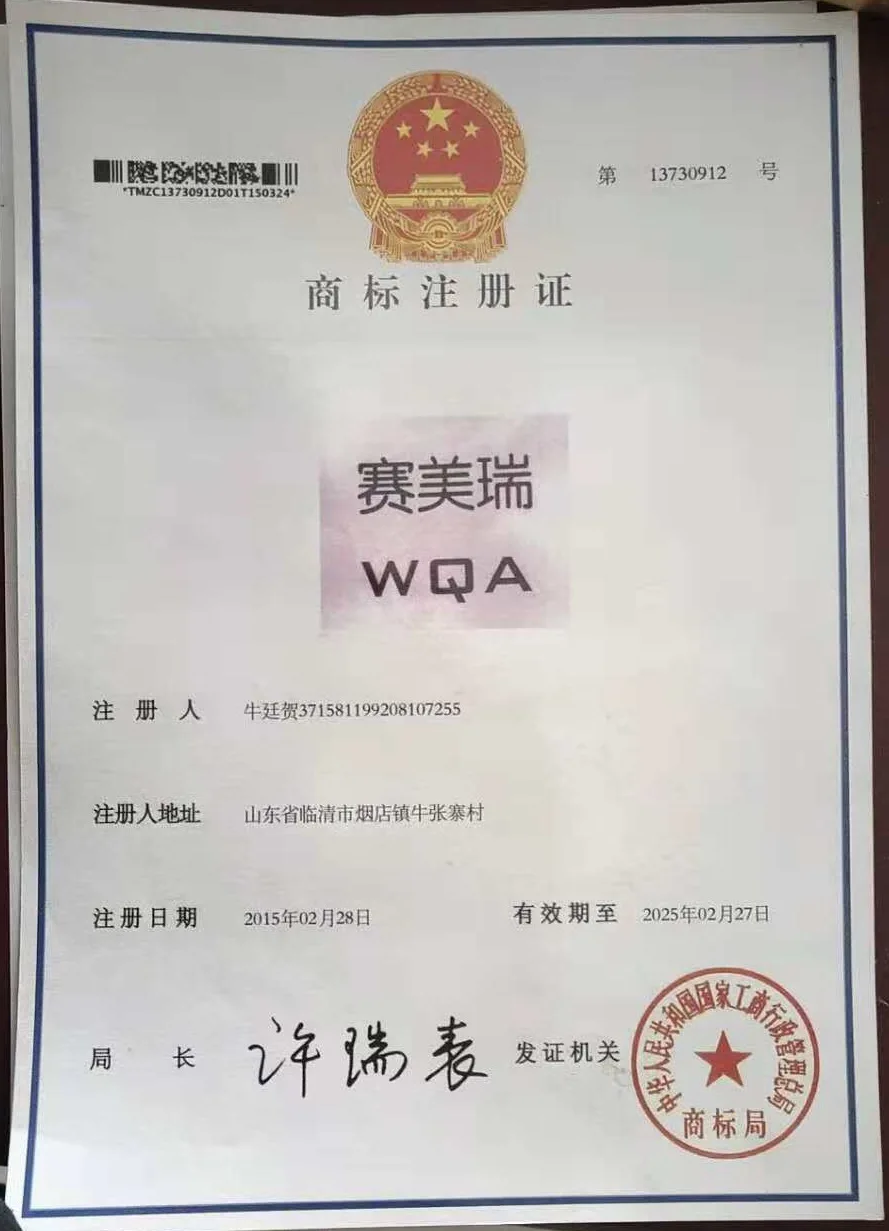 *TMZC13730912D01T150324*
第 13730912 号
商标注册证
赛美瑞
WQA
注册人 牛廷贺371581199208107255
注册人地址 山东省临清市烟店镇牛张寨村
注册日期 2015年02月28日 有效期至 2025年02月27日
局长 许瑞表 发证机关
中华人民共和国国家工商行政管理总局
商标局